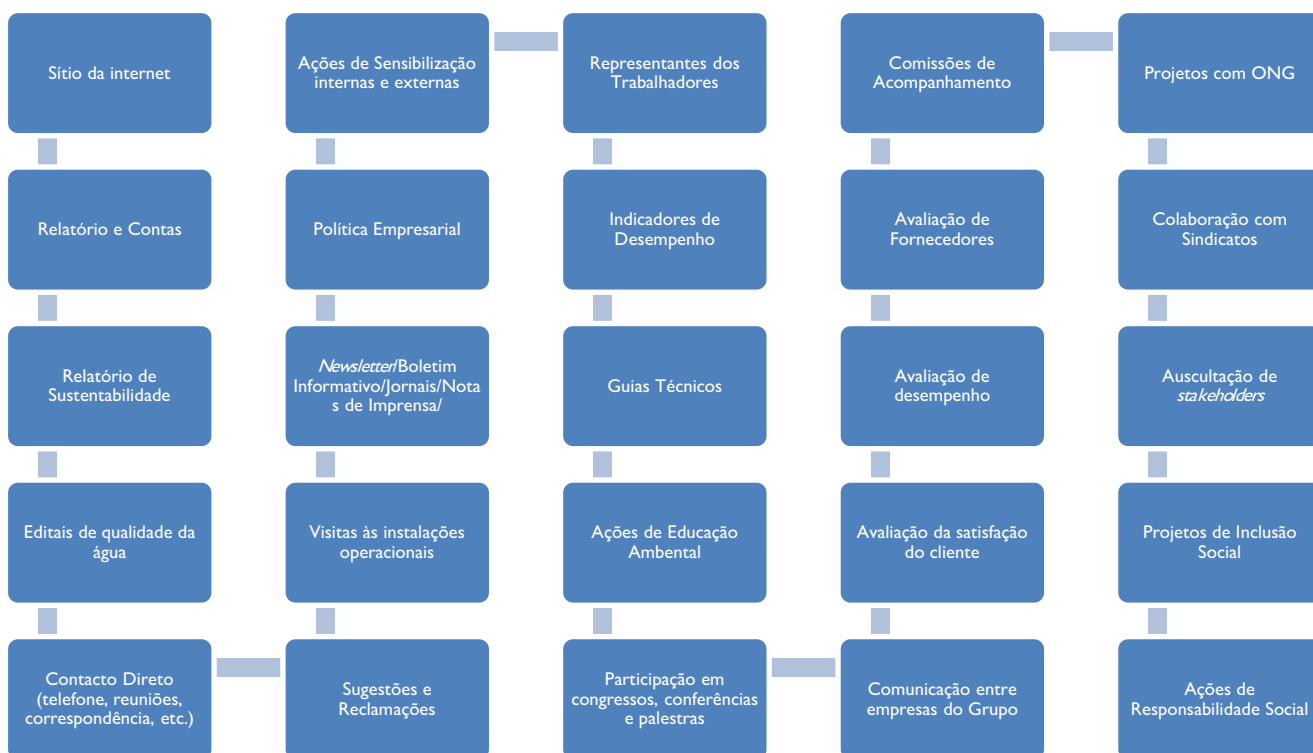 Sítio da internet
Relatório e Contas
Relatório de
Sustentabilidade
Editais de qualidade da
água
Contacto Direto
(telefone, reuniões,
correspondência, etc.)
Sugestões e
Reclamações
Visitas às instalações
operacionais
Newsletter/Boletim
Informativo/Jornais/Nota
s de Imprensa/
Política Empresarial
Ações de Sensibilização
internas e externas
Representantes dos
Trabalhadores
Indicadores de
Desempenho
Guias Técnicos
Ações de Educação
Ambental
Participação em
congressos, conferências
e palestras
Comunicação entre
empresas do Grupo
Avaliação da satisfação
do cliente
Avaliação de
desempenho
Avaliação de
Fornecedores
Comissões de
Acompanhamento
Projetos com ONG
Colaboração com
Sindicatos
Auscultação de
stakeholders
Projetos de Inclusão
Social
Ações de
Responsabilidade Social